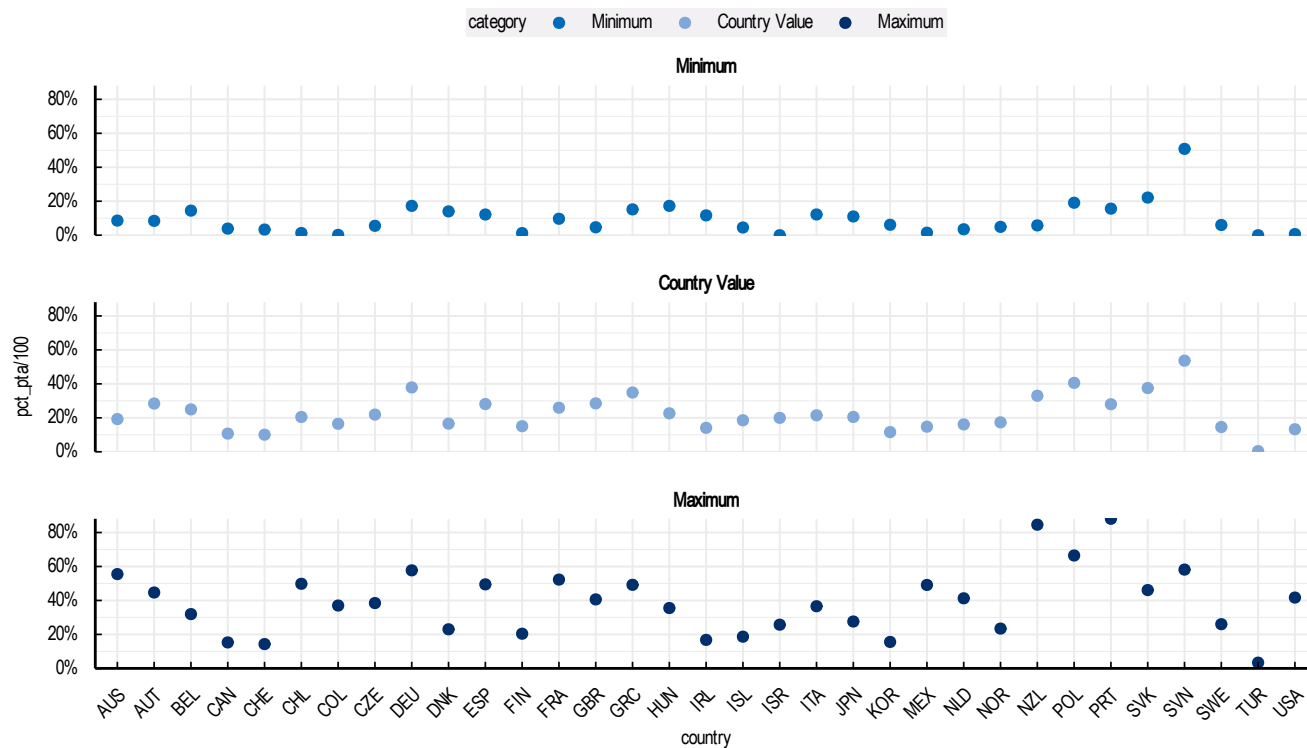 category Minimum Country Value Maximum
Minimum
80%
60%
40%
20%
0%
Country Value
80%
60%
40%
20%
0%
pct_pta/100
Maximum
80%
60%
40%
20%
0%
AUS AUT BEL CAN CHE CHL COL CZE DEU DNK ESP FIN FRA GBR GRC HUN IRL ISL ISR ITA JPN KOR MEX NLD NOR NZL POL PRT SVK SVN SWE TUR USA
country